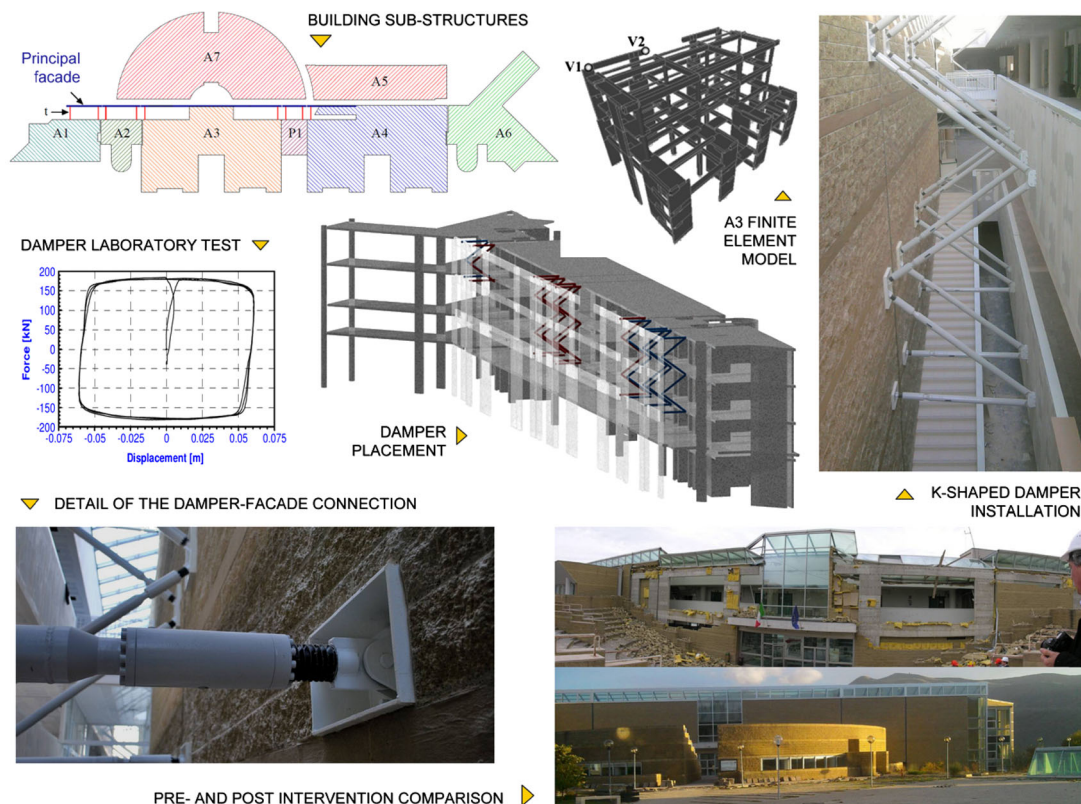 BUILDING SUB-STRUCTURES
Principal
facade
A7
A5
t
A1
A2
A3
P1
A4
A6
V1
V2
A3 FINITE
ELEMENT
MODEL
DAMPER LABORATORY TEST
200
150
100
50
0
-50
-100
-150
-200
Force [kN]
-0.075
-0.05
-0.025
0
0.025
0.05
0.075
Displacement [m]
DAMPER
PLACEMENT
K-SHAPED DAMPER
INSTALLATION
DETAIL OF THE DAMPER-FACADE CONNECTION
PRE- AND POST INTERVENTION COMPARISON